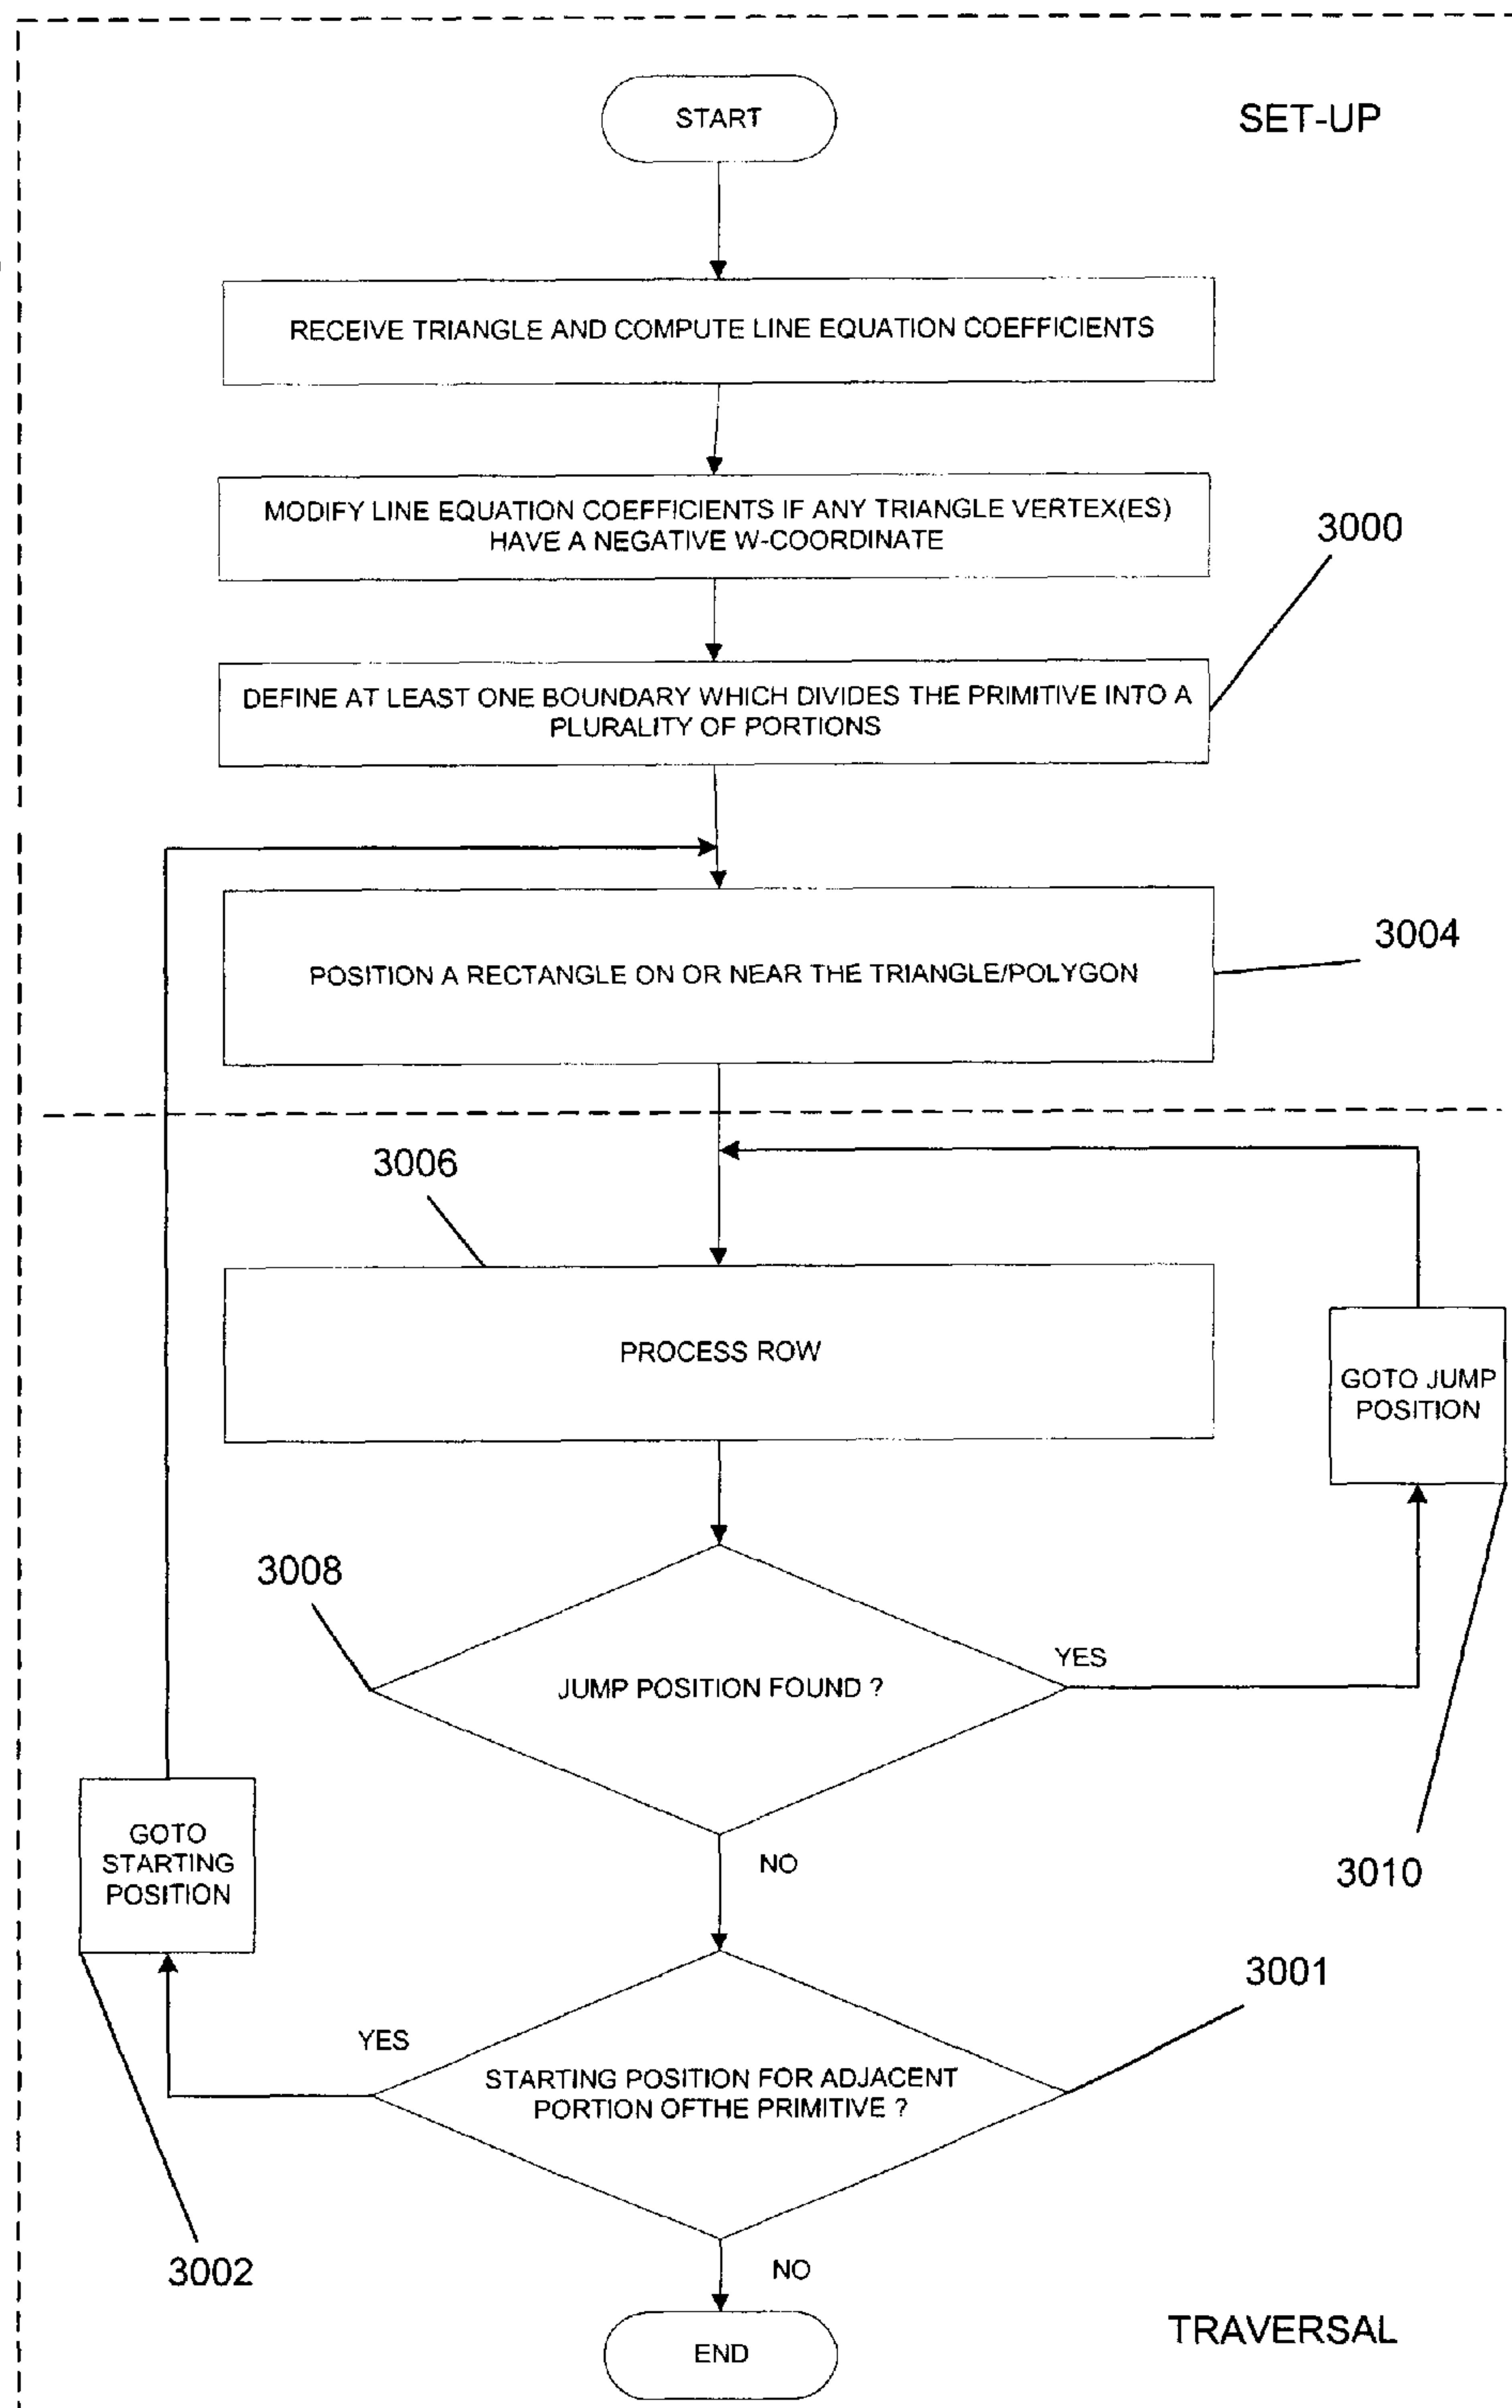 START
SET-UP
RECEIVE TRIANGLE AND COMPUTE LINE EQUATION COEFFICIENTS
MODIFY LINE EQUATION COEFFICIENTS IF ANY TRIANGLE VERTEX(ES)
HAVE A NEGATIVE W-COORDINATE
3000
DEFINE AT LEAST ONE BOUNDARY WHICH DIVIDES THE PRIMITIVE INTO A
PLURALITY OF PORTIONS
3004
POSITION A RECTANGLE ON OR NEAR THE TRIANGLE/POLYGON
3006
PROCESS ROW
GOTO JUMP
POSITION
3008
YES
JUMP POSITION FOUND ?
GOTO
STARTING
POSITION
NO
3010
3001
YES
STARTING POSITION FOR ADJACENT
PORTION OFTHE PRIMITIVE ?
3002
NO
TRAVERSAL
END